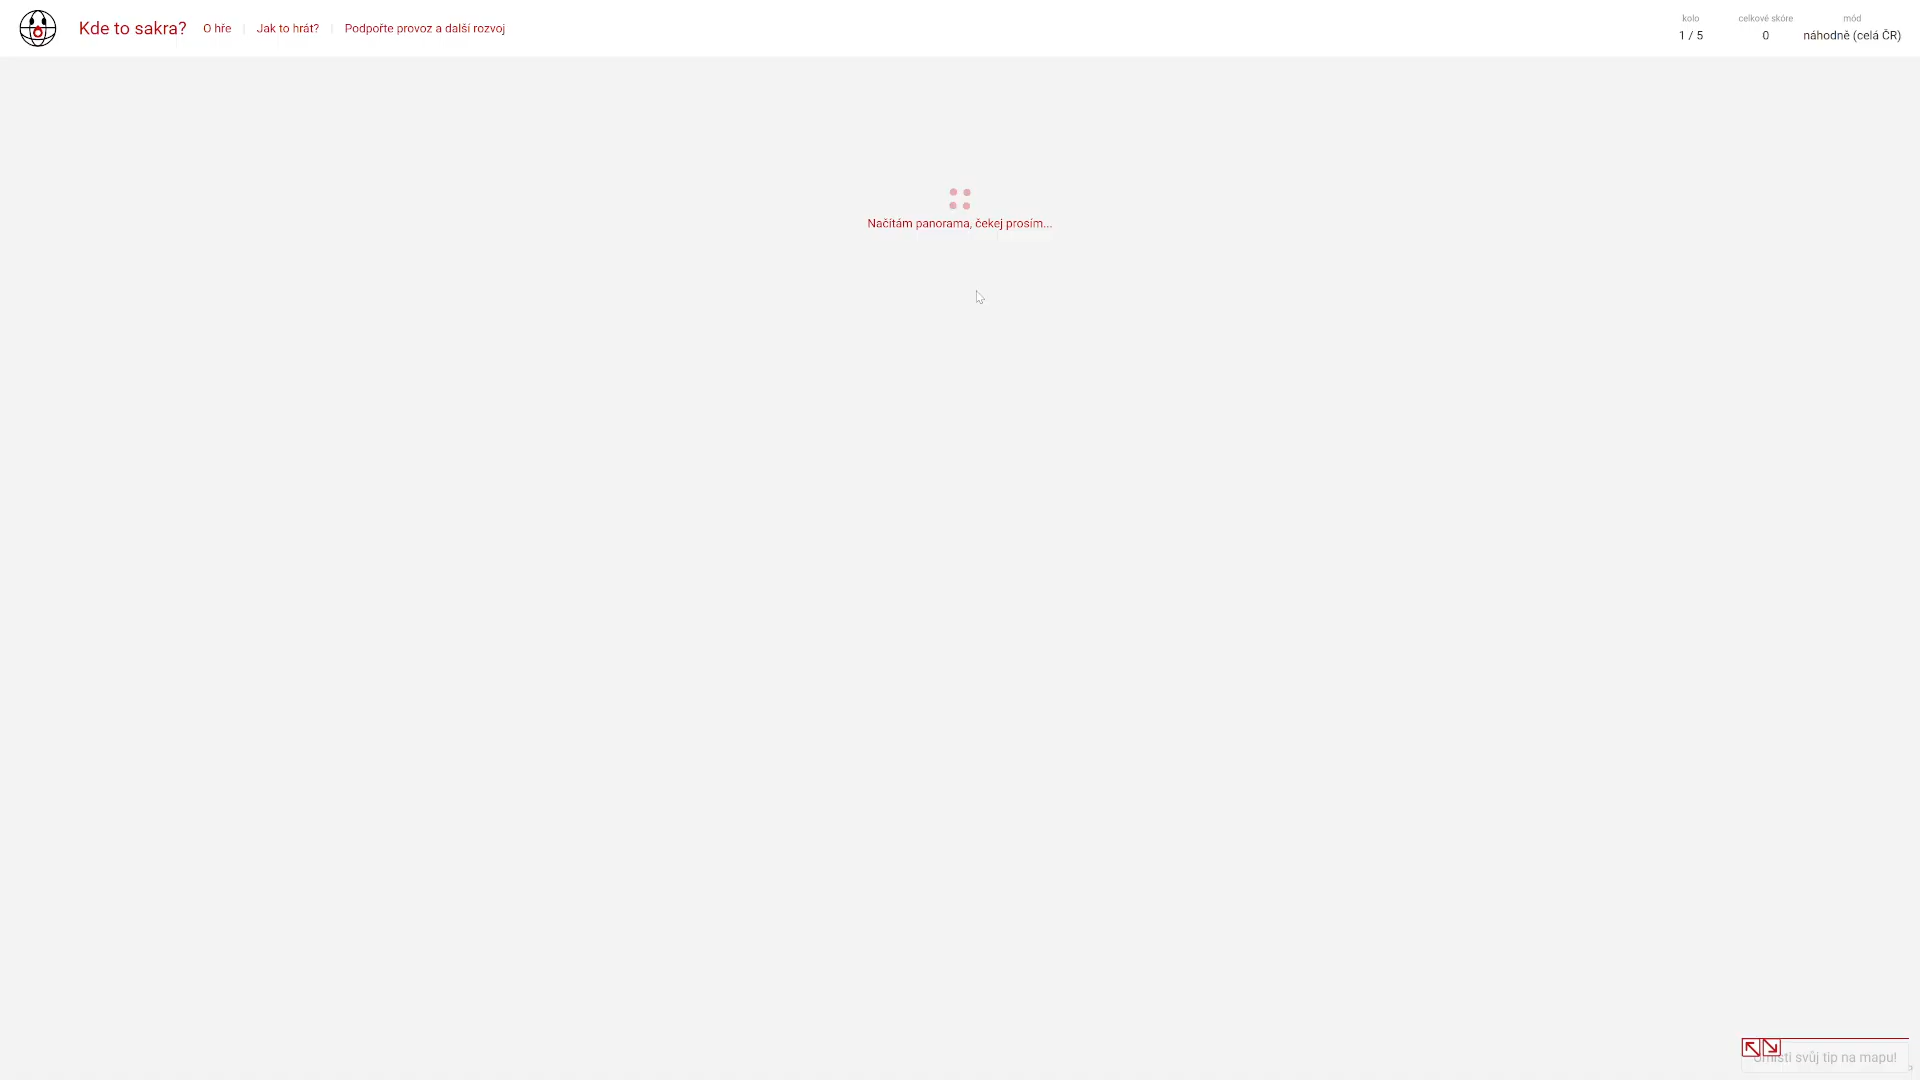 Kde to sakra?
O hře
Jak to hrát?
Podpořte provoz a další rozvoj
kolo
1 / 5
celkové skóre
0
mód
náhodně (celá ČR)
Načítám panorama, čekej prosím...
Umísti svůj tip na mapu!